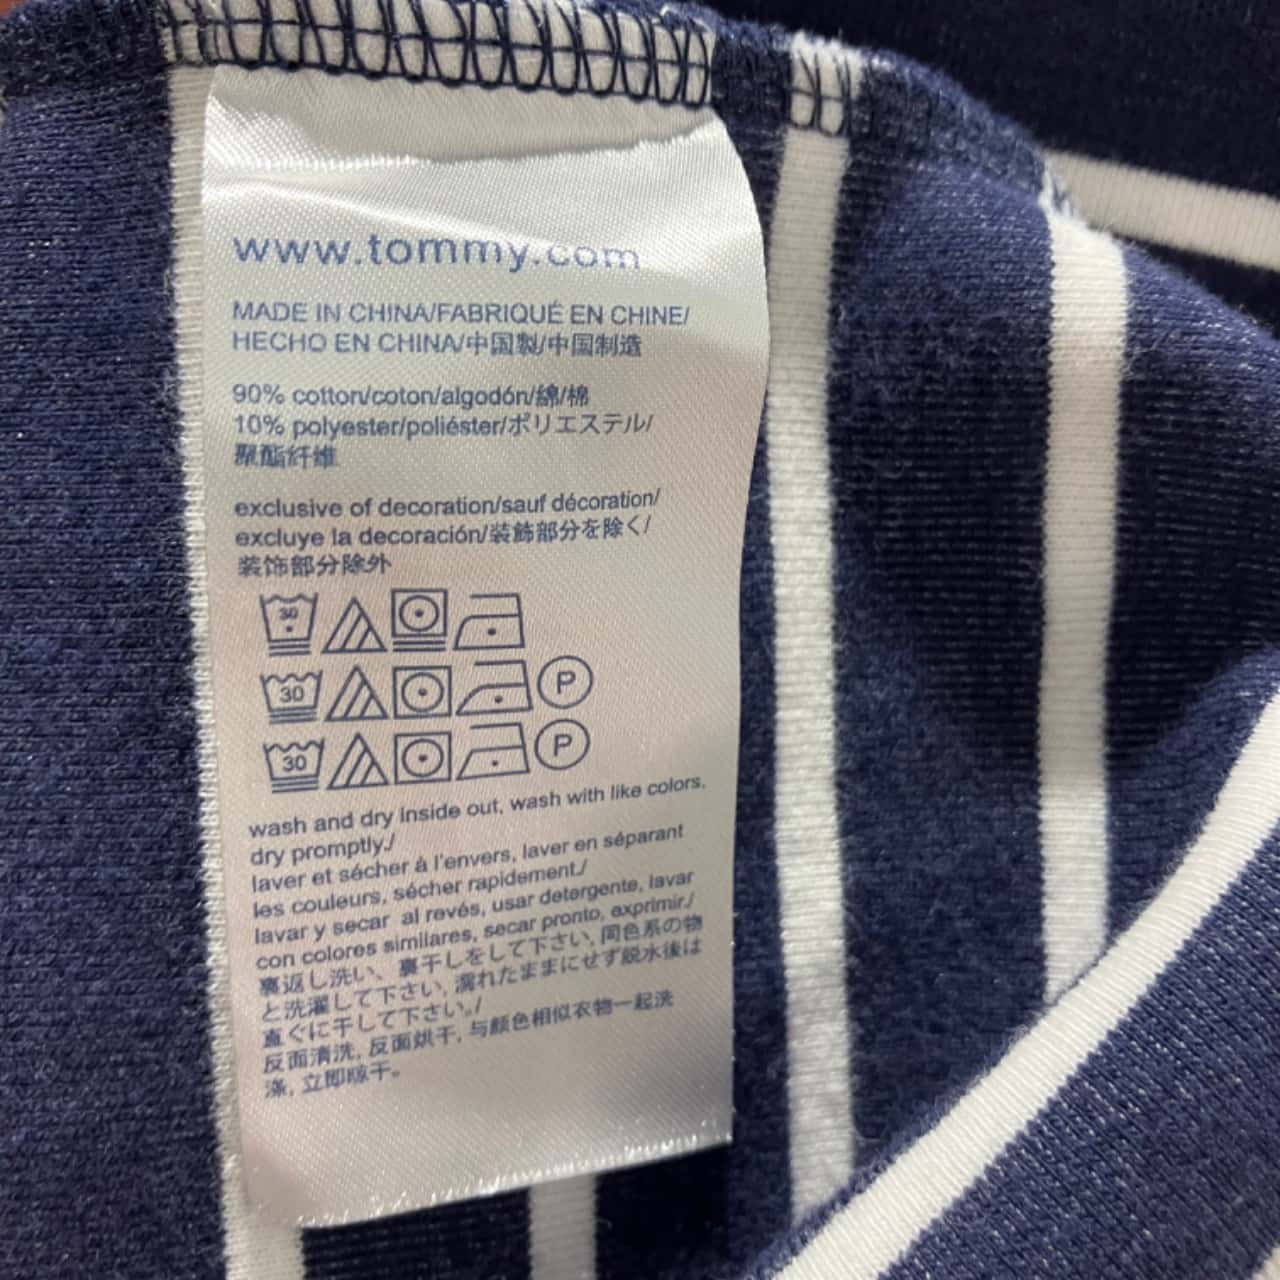 www.tommy.com
MADE IN CHINA/FABRIQUÉ EN CHINE/
HECHO EN CHINA/中国製/中国制造
90% cotton/coton/algodón/綿/棉
10% polyester/poliéster/ポリエステル/
聚酯纤维
exclusive of decoration/sauf décoration/
excluye la decoración/装飾部分を除く/
装饰部分除外
30
30 P
30 P
wash and dry inside out, wash with like colors,
dry promptly./
laver et sécher à l'envers, laver en séparant
les couleurs, sécher rapidement./
lavar y secar al revés, usar detergente, lavar
con colores similares, secar pronto, exprimir./
裏返し洗い、裏干しをして下さい, 同色系の物
と洗濯して下さい, 濡れたままにせず脱水後は
直ぐに干して下さい。/
反面清洗, 反面烘干, 与颜色相似衣物一起洗
涤, 立即晾干。